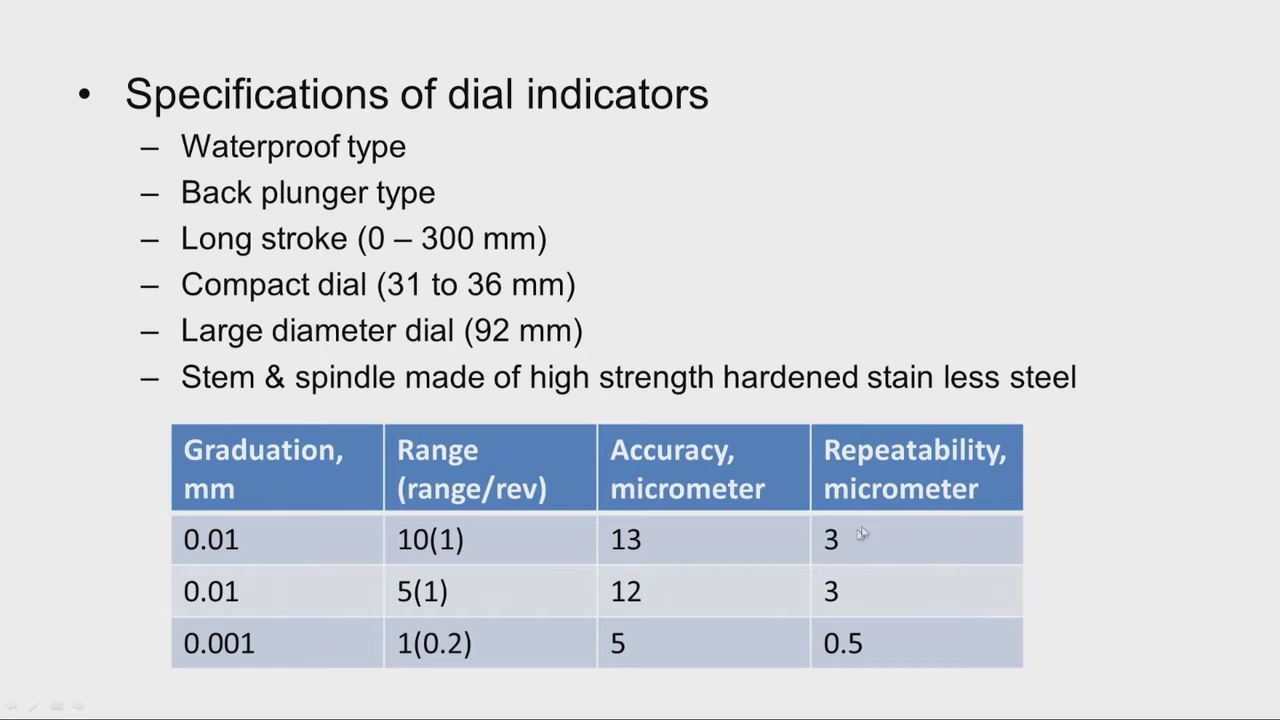 • Specifications of dial indicators
– Waterproof type
– Back plunger type
– Long stroke (0 – 300 mm)
– Compact dial (31 to 36 mm)
– Large diameter dial (92 mm)
– Stem & spindle made of high strength hardened stain less steel
Graduation, mm Range (range/rev) Accuracy, micrometer Repeatability, micrometer
0.01 10(1) 13 3
0.01 5(1) 12 3
0.001 1(0.2) 5 0.5